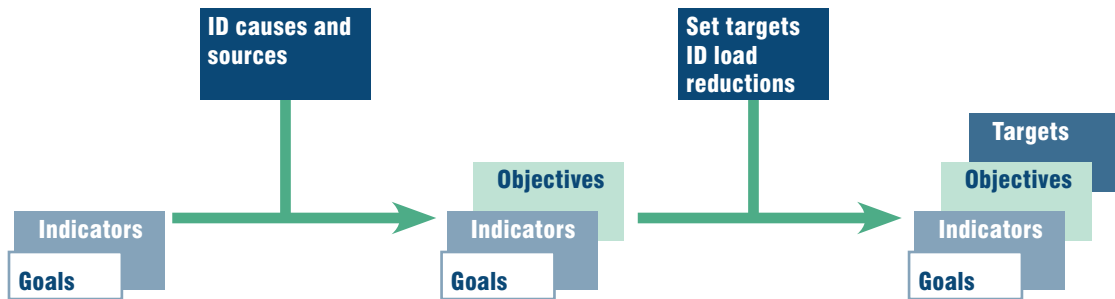 ID causes and
sources
Set targets
ID load
reductions
Indicators
Goals
Objectives
Indicators
Goals
Targets
Objectives
Indicators
Goals